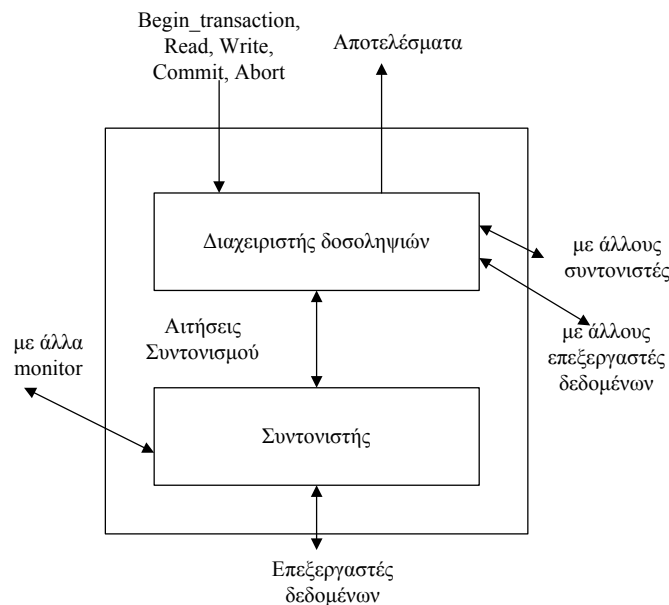 Begin_transaction,
Read, Write,
Commit, Abort
Αποτελέσματα
Διαχειριστής δοσοληψιών
με άλλους
συντονιστές
Αιτήσεις
Συντονισμού
με άλλους
επεξεργαστές
δεδομένων
με άλλα
monitor
Συντονιστής
Επεξεργαστές
δεδομένων